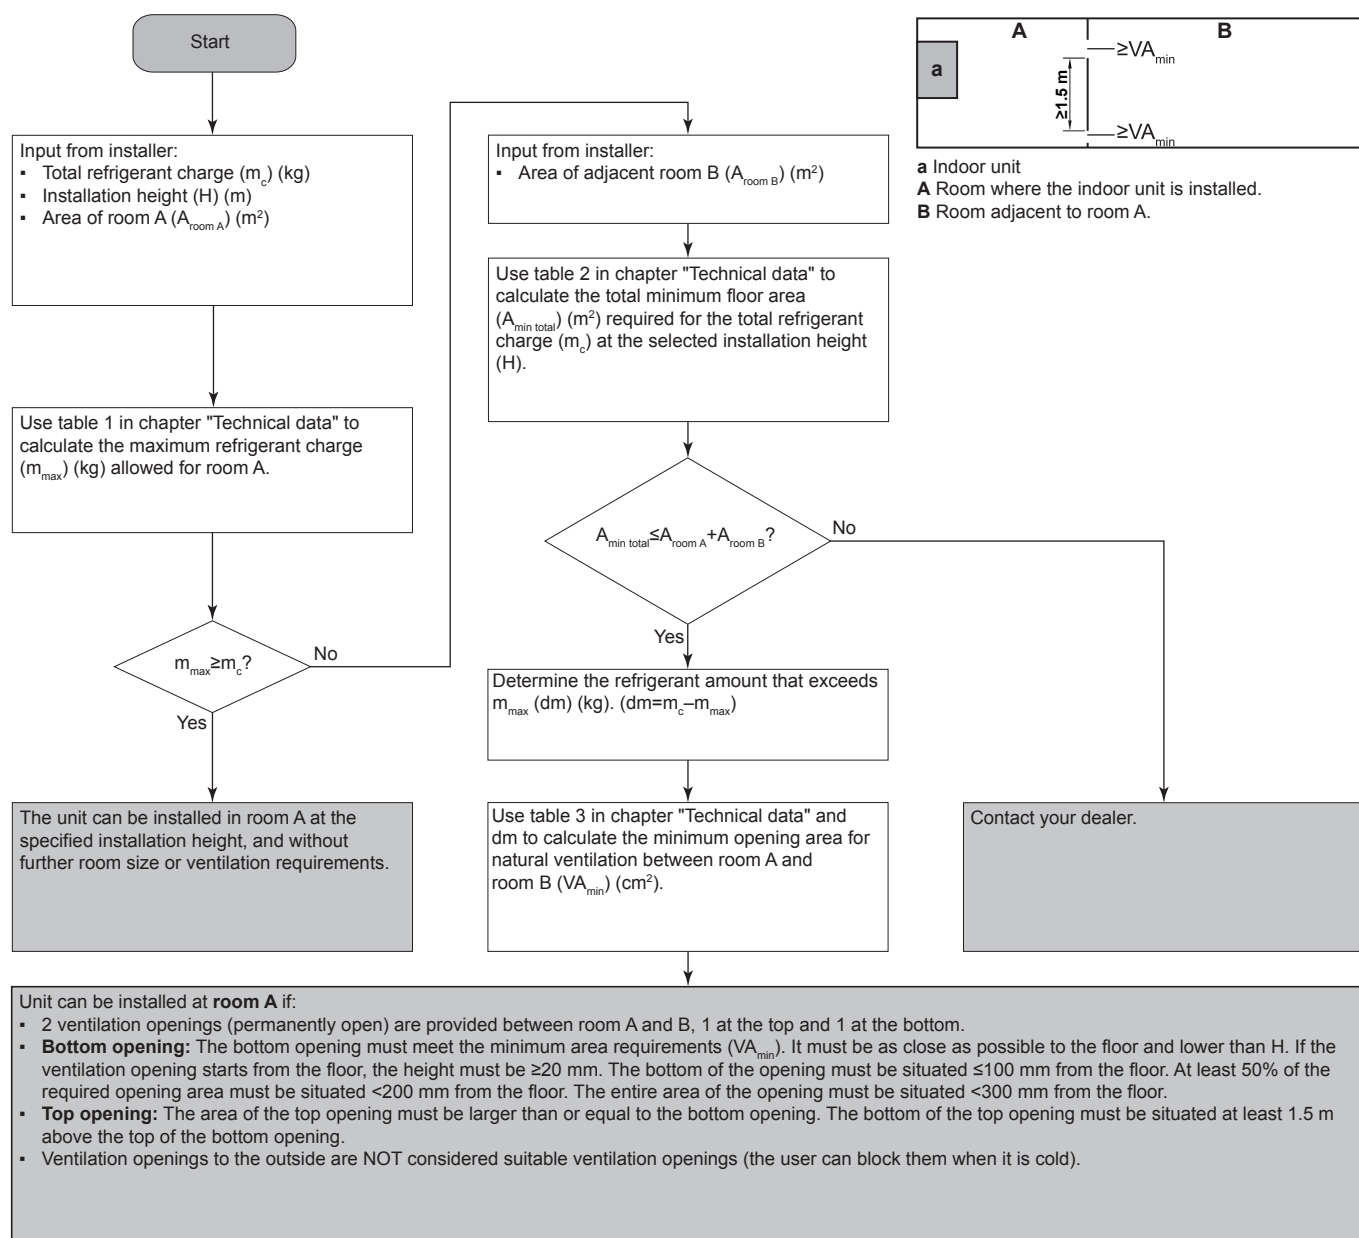 Start
Input from installer:
▪ Total refrigerant charge (mc) (kg)
▪ Installation height (H) (m)
▪ Area of room A (Aroom A) (m²)
Use table 1 in chapter "Technical data" to
calculate the maximum refrigerant charge
(mmax) (kg) allowed for room A.
mmax≥mc?
No
Yes
The unit can be installed in room A at the
specified installation height, and without
further room size or ventilation requirements.
Input from installer:
▪ Area of adjacent room B (Aroom B) (m²)
Use table 2 in chapter "Technical data" to
calculate the total minimum floor area
(Amin total) (m²) required for the total refrigerant
charge (mc) at the selected installation height
(H).
Amin total≤Aroom A+Aroom B?
No
Yes
Determine the refrigerant amount that exceeds
mmax (dm) (kg). (dm=mc–mmax)
Use table 3 in chapter "Technical data" and
dm to calculate the minimum opening area for
natural ventilation between room A and
room B (VAmin) (cm²).
Contact your dealer.
A
B
a
≥VAmin
≥1.5 m
≥VAmin
a Indoor unit
A Room where the indoor unit is installed.
B Room adjacent to room A.
Unit can be installed at room A if:
▪ 2 ventilation openings (permanently open) are provided between room A and B, 1 at the top and 1 at the bottom.
▪ Bottom opening: The bottom opening must meet the minimum area requirements (VAmin). It must be as close as possible to the floor and lower than H. If the
ventilation opening starts from the floor, the height must be ≥20 mm. The bottom of the opening must be situated ≤100 mm from the floor. At least 50% of the
required opening area must be situated <200 mm from the floor. The entire area of the opening must be situated <300 mm from the floor.
▪ Top opening: The area of the top opening must be larger than or equal to the bottom opening. The bottom of the top opening must be situated at least 1.5 m
above the top of the bottom opening.
▪ Ventilation openings to the outside are NOT considered suitable ventilation openings (the user can block them when it is cold).